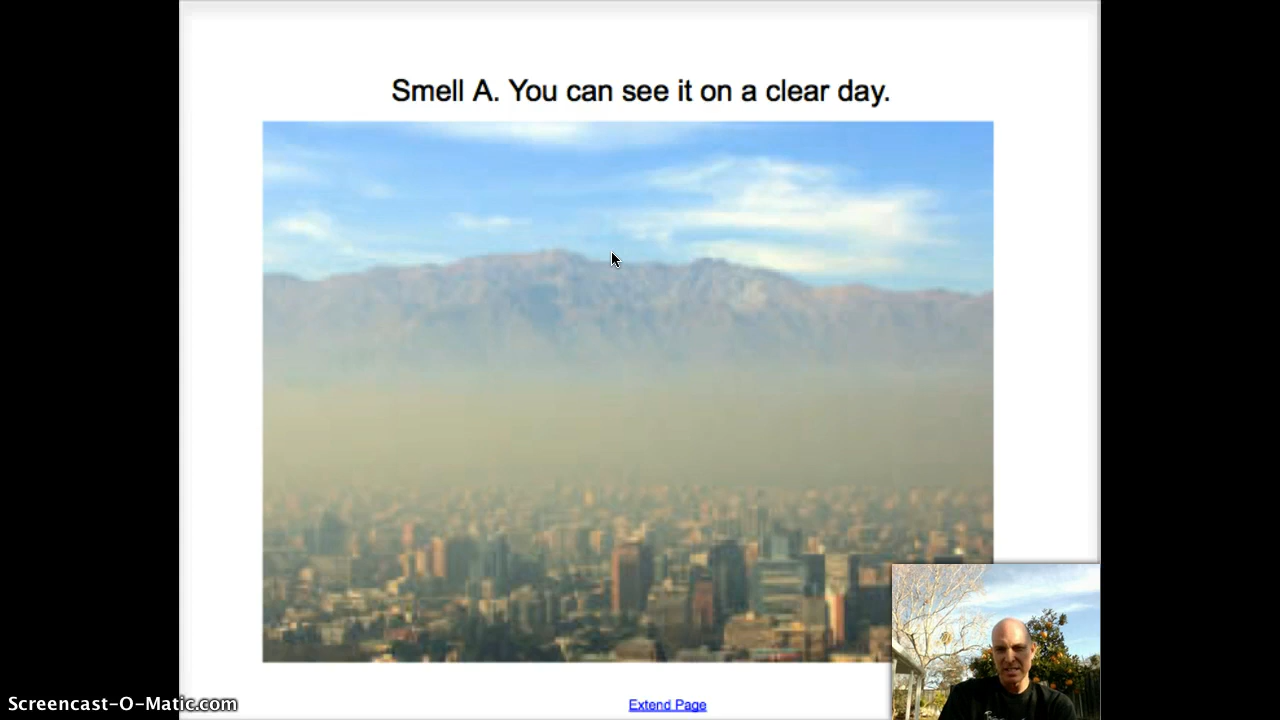 Smell A. You can see it on a clear day.
Extend Page
Screencast-O-Matic.com